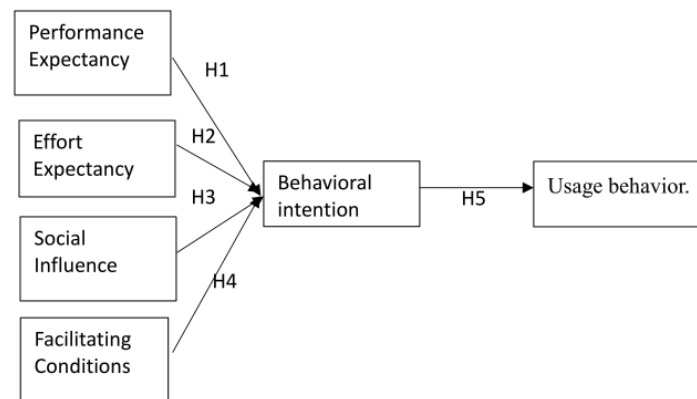 Performance
Expectancy
H1
Effort
Expectancy
H2
Social
Influence
H3
Facilitating
Conditions
H4
Behavioral
intention
H5
Usage behavior.